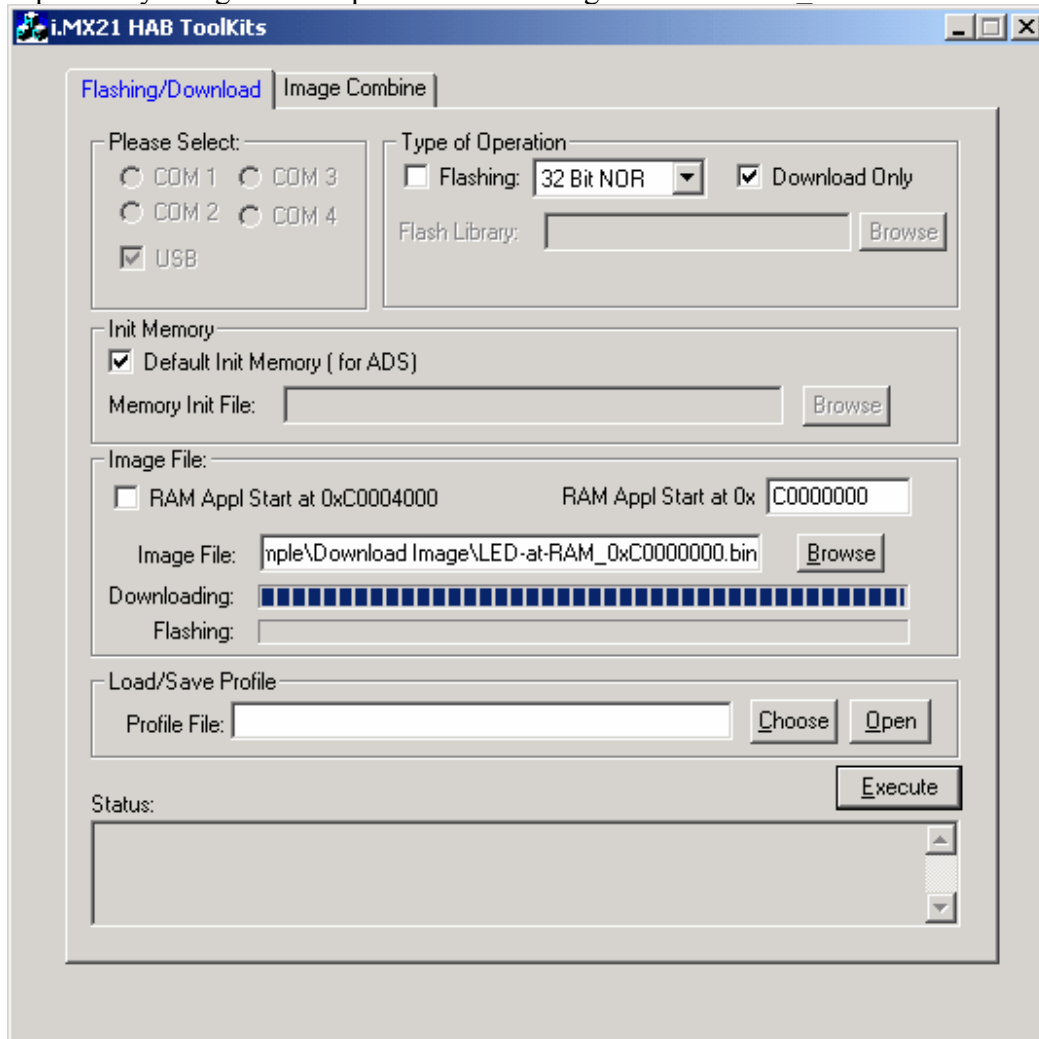 i.MX21 HAB ToolKits
Flashing/Download Image Combine
Please Select:
COM 1 COM 3
COM 2 COM 4
USB
Type of Operation
Flashing: 32 Bit NOR Download Only
Flash Library: Browse
Init Memory
Default Init Memory ( for ADS)
Memory Init File: Browse
Image File:
RAM Appl Start at 0xC0004000 RAM Appl Start at 0x C0000000
Image File: mple\Download Image\LED-at-RAM_0xC0000000.bin Browse
Downloading:
Flashing:
Load/Save Profile
Profile File: Choose Open
Execute
Status: